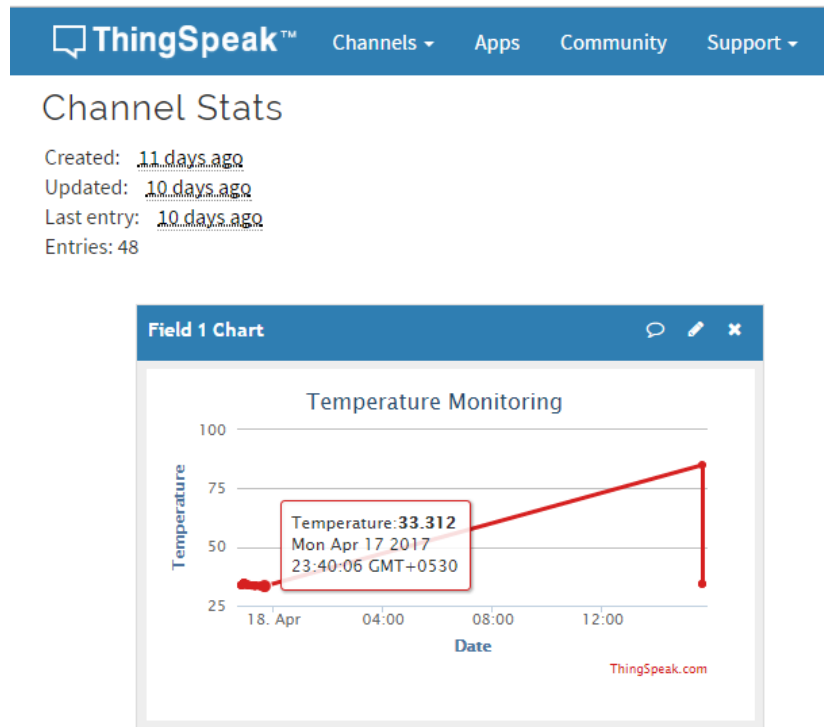 ThingSpeak™ Channels Apps Community Support
Channel Stats
Created: 11 days ago
Updated: 10 days ago
Last entry: 10 days ago
Entries: 48
Field 1 Chart
Temperature Monitoring
Temperature
100
75
50
25
Temperature:33.312
Mon Apr 17 2017
23:40:06 GMT+0530
18. Apr 04:00 08:00 12:00
Date
ThingSpeak.com